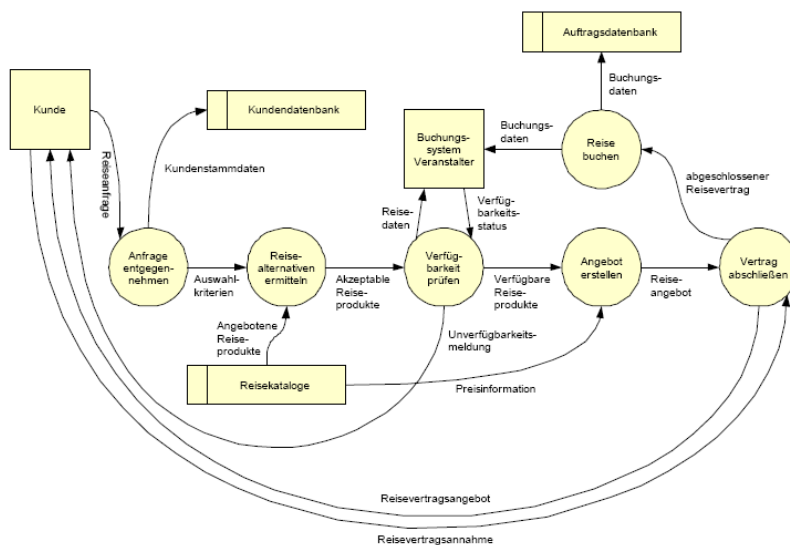 Auftragsdatenbank
Kunde
Kundendatenbank
Buchungs-
daten
Buchungs-
system
Veranstalter
Buchungs-
daten
Reise
buchen
Reiseanfrage
Kundenstammdaten
abgeschlossener
Reisevertrag
Reise-
daten
Verfüg-
barkeits-
status
Anfrage
entgegen-
nehmen
Auswahl-
kriterien
Reise-
alternativen
ermitteln
Akzeptable
Reise-
produkte
Verfüg-
barkeit
prüfen
Verfügbare
Reise-
produkte
Angebot
erstellen
Reise-
angebot
Vertrag
abschließen
Angebotene
Reise-
produkte
Unverfügbarkeits-
meldung
Reisekataloge
Preisinformation
Reisevertragsangebot
Reisevertragsannahme